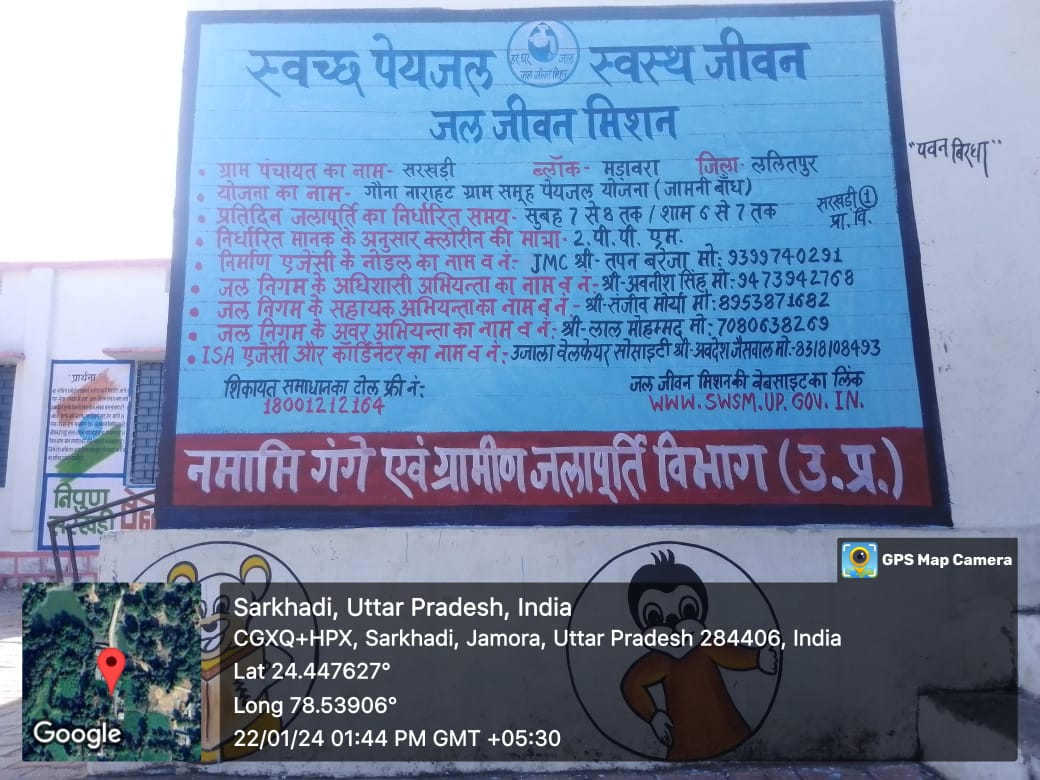 स्वच्छ पेयजल स्वस्थ जीवन
हर घर जल
जल जीवन मिशन
जल जीवन मिशन
• ग्राम पंचायत का नाम- सरखड़ी ब्लॉक- मड़ावरा जिला- ललितपुर
• योजना का नाम- गौना नाराहट ग्राम समूह पेयजल योजना (जामनी बाँध)
• प्रतिदिन जलापूर्ति का निर्धारित समय- सुबह 7 से 8 तक / शाम 6 से 7 तक
• निर्धारित मानक के अनुसार क्लोरीन की मात्रा- 2. पी. पी. एम.
• निर्माण एजेंसी के नोडल का नाम व नं:- JMC श्री- तपन बरेजा मो:- 9399740291
• जल निगम के अधिशासी अभियन्ता का नाम व नं- श्री-अवनीश सिंह मो:-9473942768
• जल निगम के सहायक अभियन्ता का नाम व नं:- श्री-संजीव मौर्या मो:-8953871682
• जल निगम के अवर अभियन्ता का नाम व नं:- श्री-लाल मोहम्मद मो:- 7080638269
• ISA एजेंसी और कॉर्डिनेटर का नाम व नं:- उजाला वेलफेयर सोसाइटी श्री-अवदेश जैसवाल मो.-8318108493
शिकायत समाधान का टोल फ्री नं:
18001212164
जल जीवन मिशन की वेबसाइट का लिंक
WWW.SWSM.UP.GOV.IN.
नमामि गंगे एवं ग्रामीण जलापूर्ति विभाग (उ.प्र.)
सरखड़ी 1
प्रा. वि.
"पवन बिरधा"
प्रार्थना
निपुण
सरखड़ी
GPS Map Camera
Sarkhadi, Uttar Pradesh, India
CGXQ+HPX, Sarkhadi, Jamora, Uttar Pradesh 284406, India
Lat 24.447627°
Long 78.53906°
22/01/24 01:44 PM GMT +05:30
Google